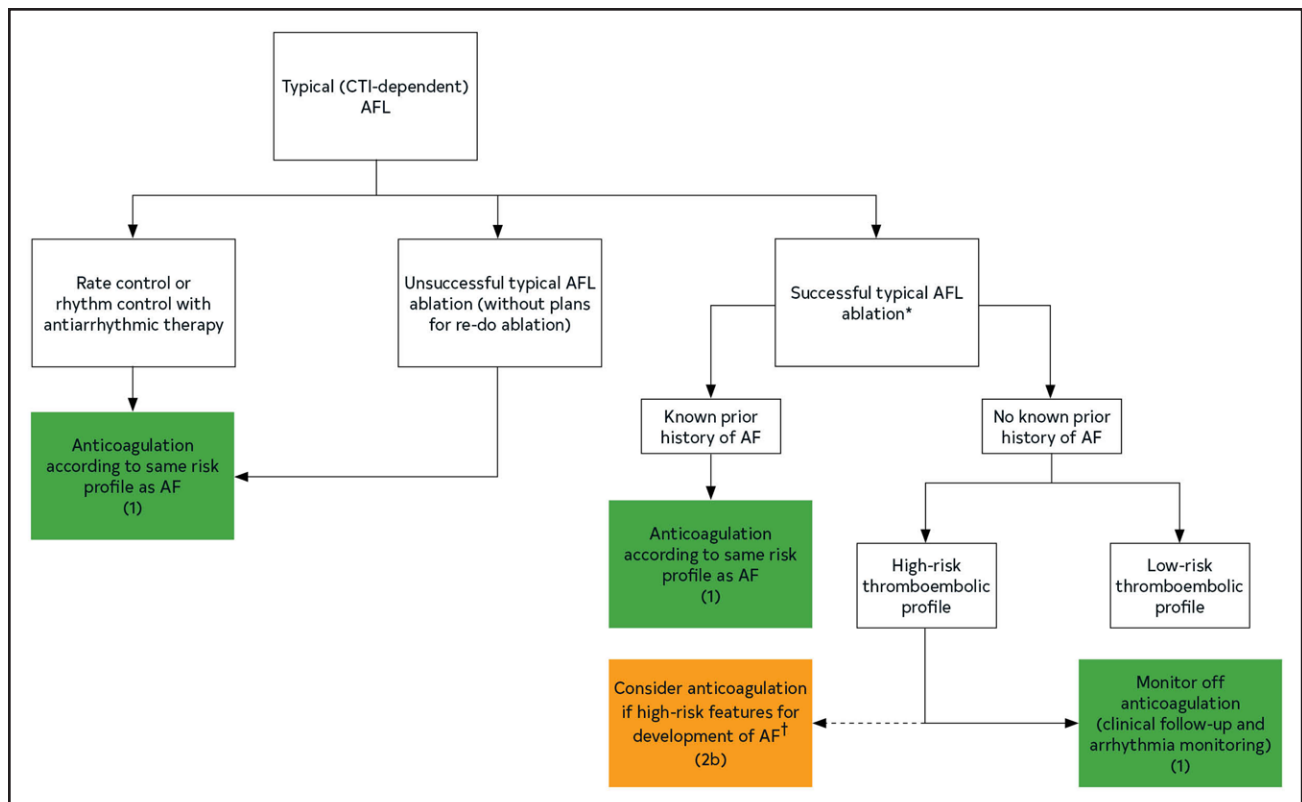 Typical (CTI-dependent)
AFL
Rate control or
rhythm control with
antiarrhythmic therapy
Unsuccessful typical AFL
ablation (without plans
for re-do ablation)
Successful typical AFL
ablation*
Anticoagulation
according to same risk
profile as AF
(1)
Known prior
history of AF
No known prior
history of AF
Anticoagulation
according to same risk
profile as AF
(1)
High-risk
thromboembolic
profile
Low-risk
thromboembolic
profile
Consider anticoagulation
if high-risk features for
development of AF†
(2b)
Monitor off
anticoagulation
(clinical follow-up and
arrhythmia monitoring)
(1)